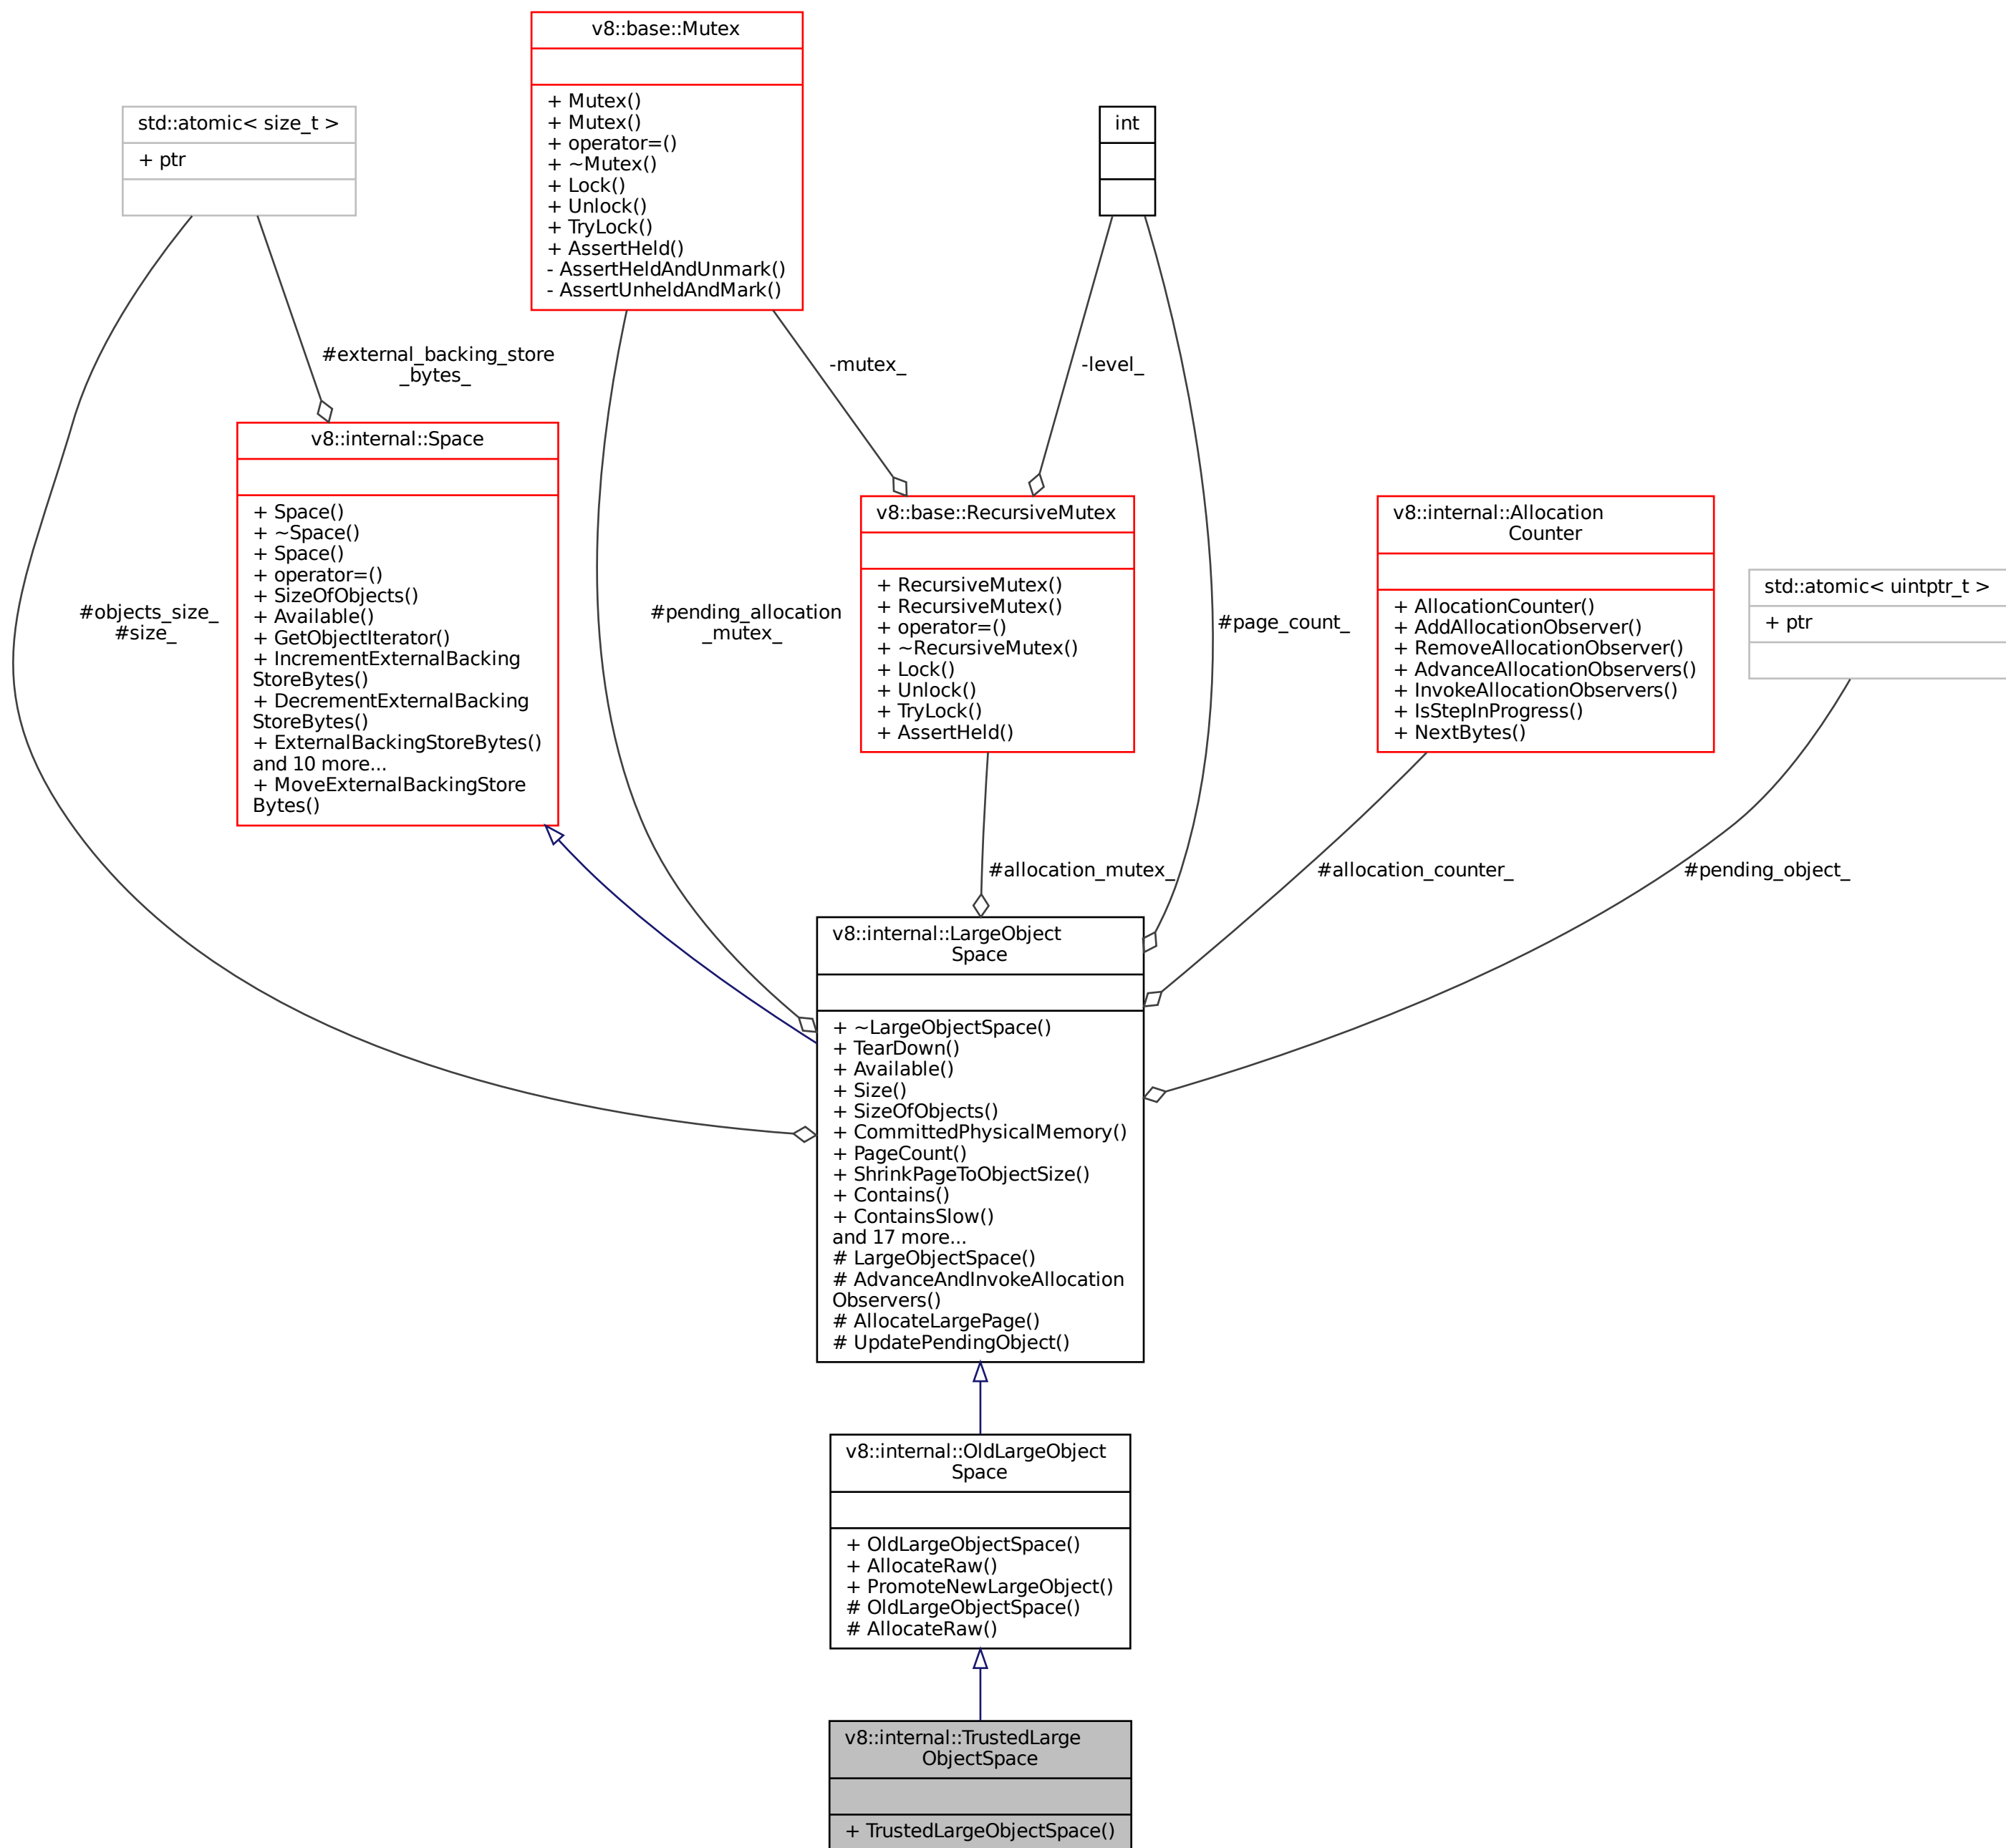 v8::base::Mutex
+ Mutex()
+ Mutex()
+ operator=()
+ ~Mutex()
+ Lock()
+ Unlock()
+ TryLock()
+ AssertHeld()
- AssertHeldAndUnmark()
- AssertUnheldAndMark()
std::atomic< size_t >
+ ptr
int
#external_backing_store
_bytes_
-mutex_
-level_
v8::internal::Space
+ Space()
+ ~Space()
+ Space()
+ operator=()
+ SizeOfObjects()
+ Available()
+ GetObjectIterator()
+ IncrementExternalBacking
StoreBytes()
+ DecrementExternalBacking
StoreBytes()
+ ExternalBackingStoreBytes()
and 10 more...
+ MoveExternalBackingStore
Bytes()
v8::base::RecursiveMutex
+ RecursiveMutex()
+ RecursiveMutex()
+ operator=()
+ ~RecursiveMutex()
+ Lock()
+ Unlock()
+ TryLock()
+ AssertHeld()
v8::internal::Allocation
Counter
+ AllocationCounter()
+ AddAllocationObserver()
+ RemoveAllocationObserver()
+ AdvanceAllocationObservers()
+ InvokeAllocationObservers()
+ IsStepInProgress()
+ NextBytes()
std::atomic< uintptr_t >
+ ptr
#objects_size_
#size_
#pending_allocation
_mutex_
#page_count_
#allocation_mutex_
#allocation_counter_
#pending_object_
v8::internal::LargeObject
Space
+ ~LargeObjectSpace()
+ TearDown()
+ Available()
+ Size()
+ SizeOfObjects()
+ CommittedPhysicalMemory()
+ PageCount()
+ ShrinkPageToObjectSize()
+ Contains()
+ ContainsSlow()
and 17 more...
# LargeObjectSpace()
# AdvanceAndInvokeAllocation
Observers()
# AllocateLargePage()
# UpdatePendingObject()
v8::internal::OldLargeObject
Space
+ OldLargeObjectSpace()
+ AllocateRaw()
+ PromoteNewLargeObject()
# OldLargeObjectSpace()
# AllocateRaw()
v8::internal::TrustedLarge
ObjectSpace
+ TrustedLargeObjectSpace()